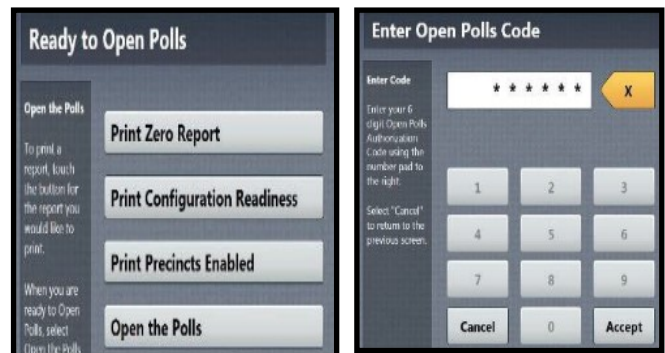 Ready to Open Polls
Open the Polls
To print a
report, touch
the button for
the report you
would like to
print.
When you are
ready to Open
Polls, select
Open the Polls
Print Zero Report
Print Configuration Readiness
Print Precincts Enabled
Open the Polls
Enter Open Polls Code
Enter Code
Enter your 6
digit Open Polls
Authorization
Code using the
number pad to
the right.
Select "Cancel"
to return to the
previous screen.
* * * * * *
X
1 2 3
4 5 6
7 8 9
Cancel 0 Accept